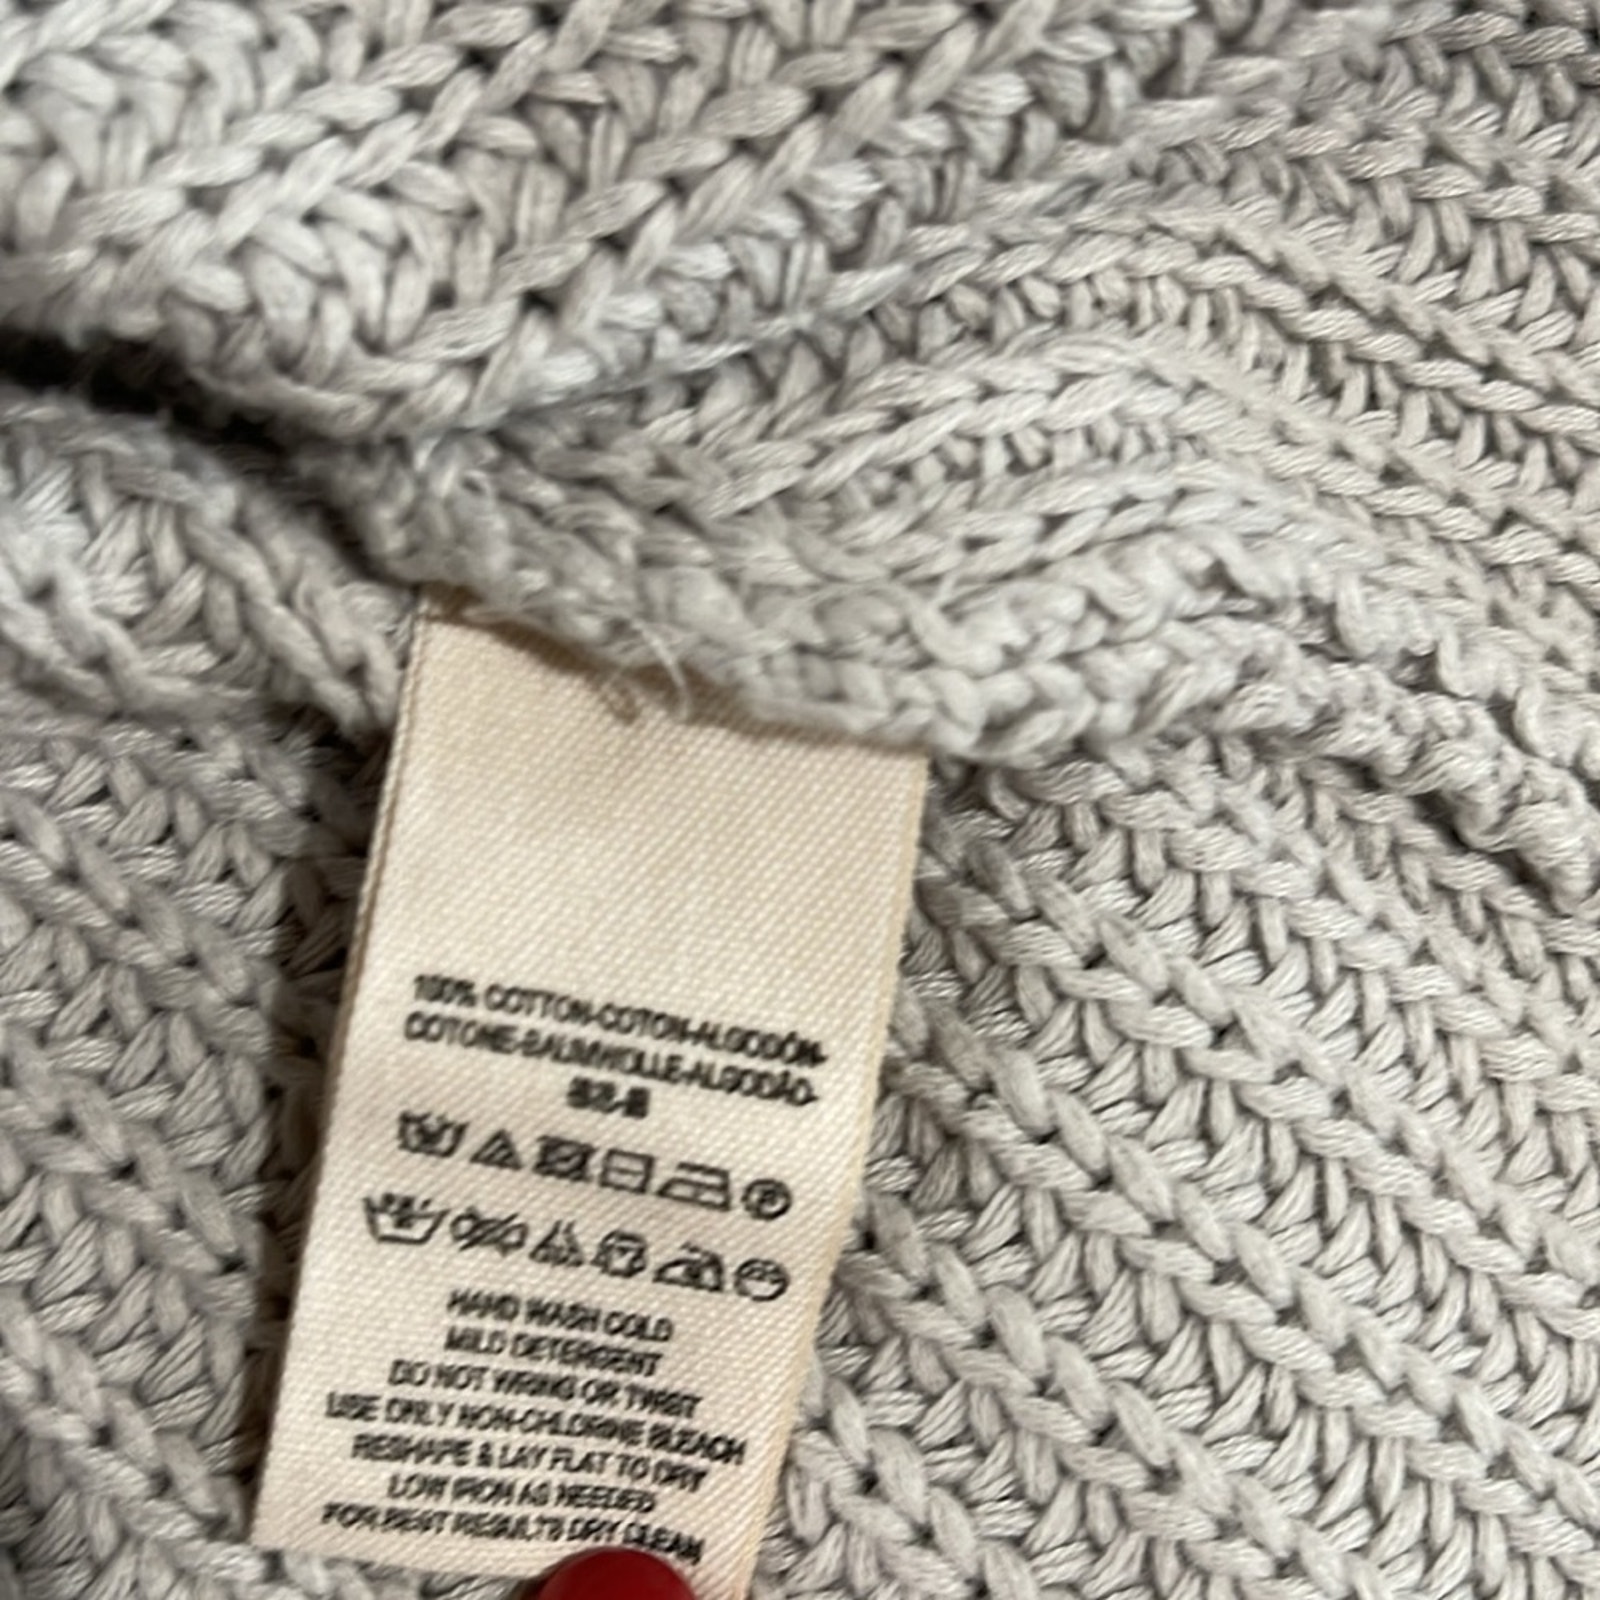 100% COTTON-COTON-ALGODÓN-
COTONE-BAUMWOLLE-ALGODÃO-
HAND WASH COLD
MILD DETERGENT
DO NOT WRING OR TWIST
USE ONLY NON-CHLORINE BLEACH
RESHAPE & LAY FLAT TO DRY
LOW IRON AS NEEDED
FOR BEST RESULTS DRY CLEAN